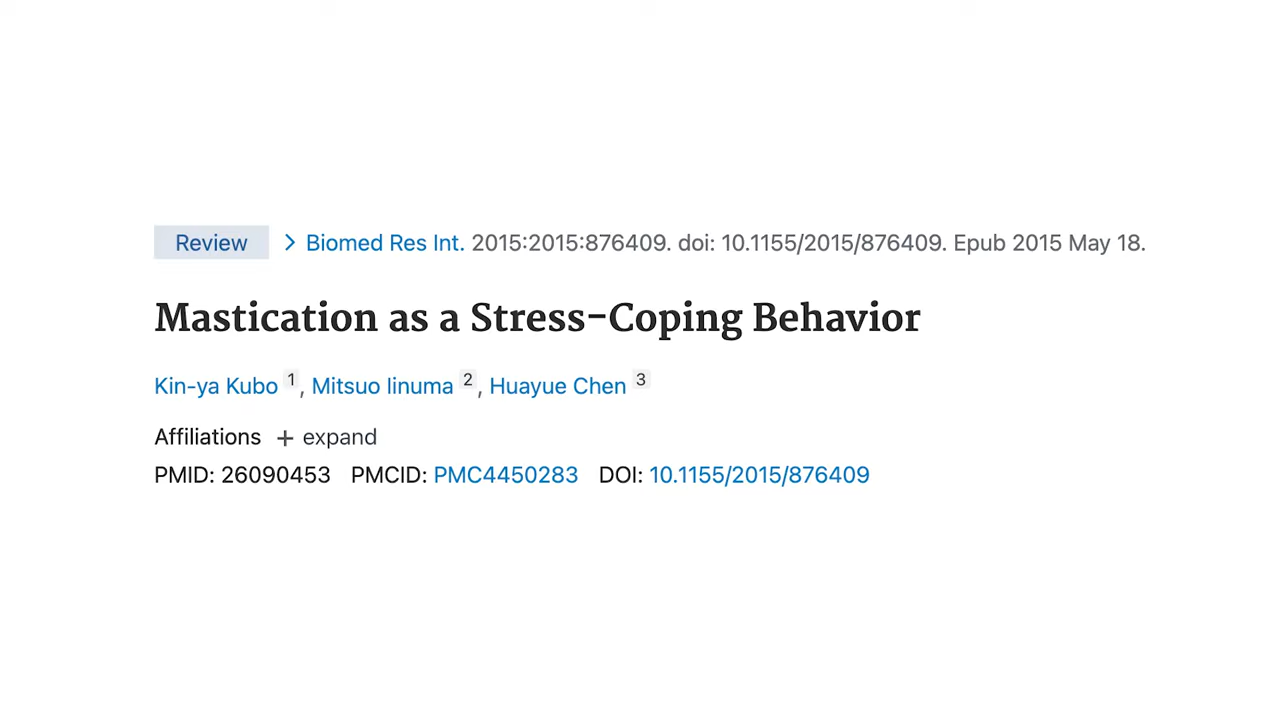 Review > Biomed Res Int. 2015:2015:876409. doi: 10.1155/2015/876409. Epub 2015 May 18.
Mastication as a Stress-Coping Behavior
Kin-ya Kubo 1, Mitsuo Iinuma 2, Huayue Chen 3
Affiliations + expand
PMID: 26090453 PMCID: PMC4450283 DOI: 10.1155/2015/876409